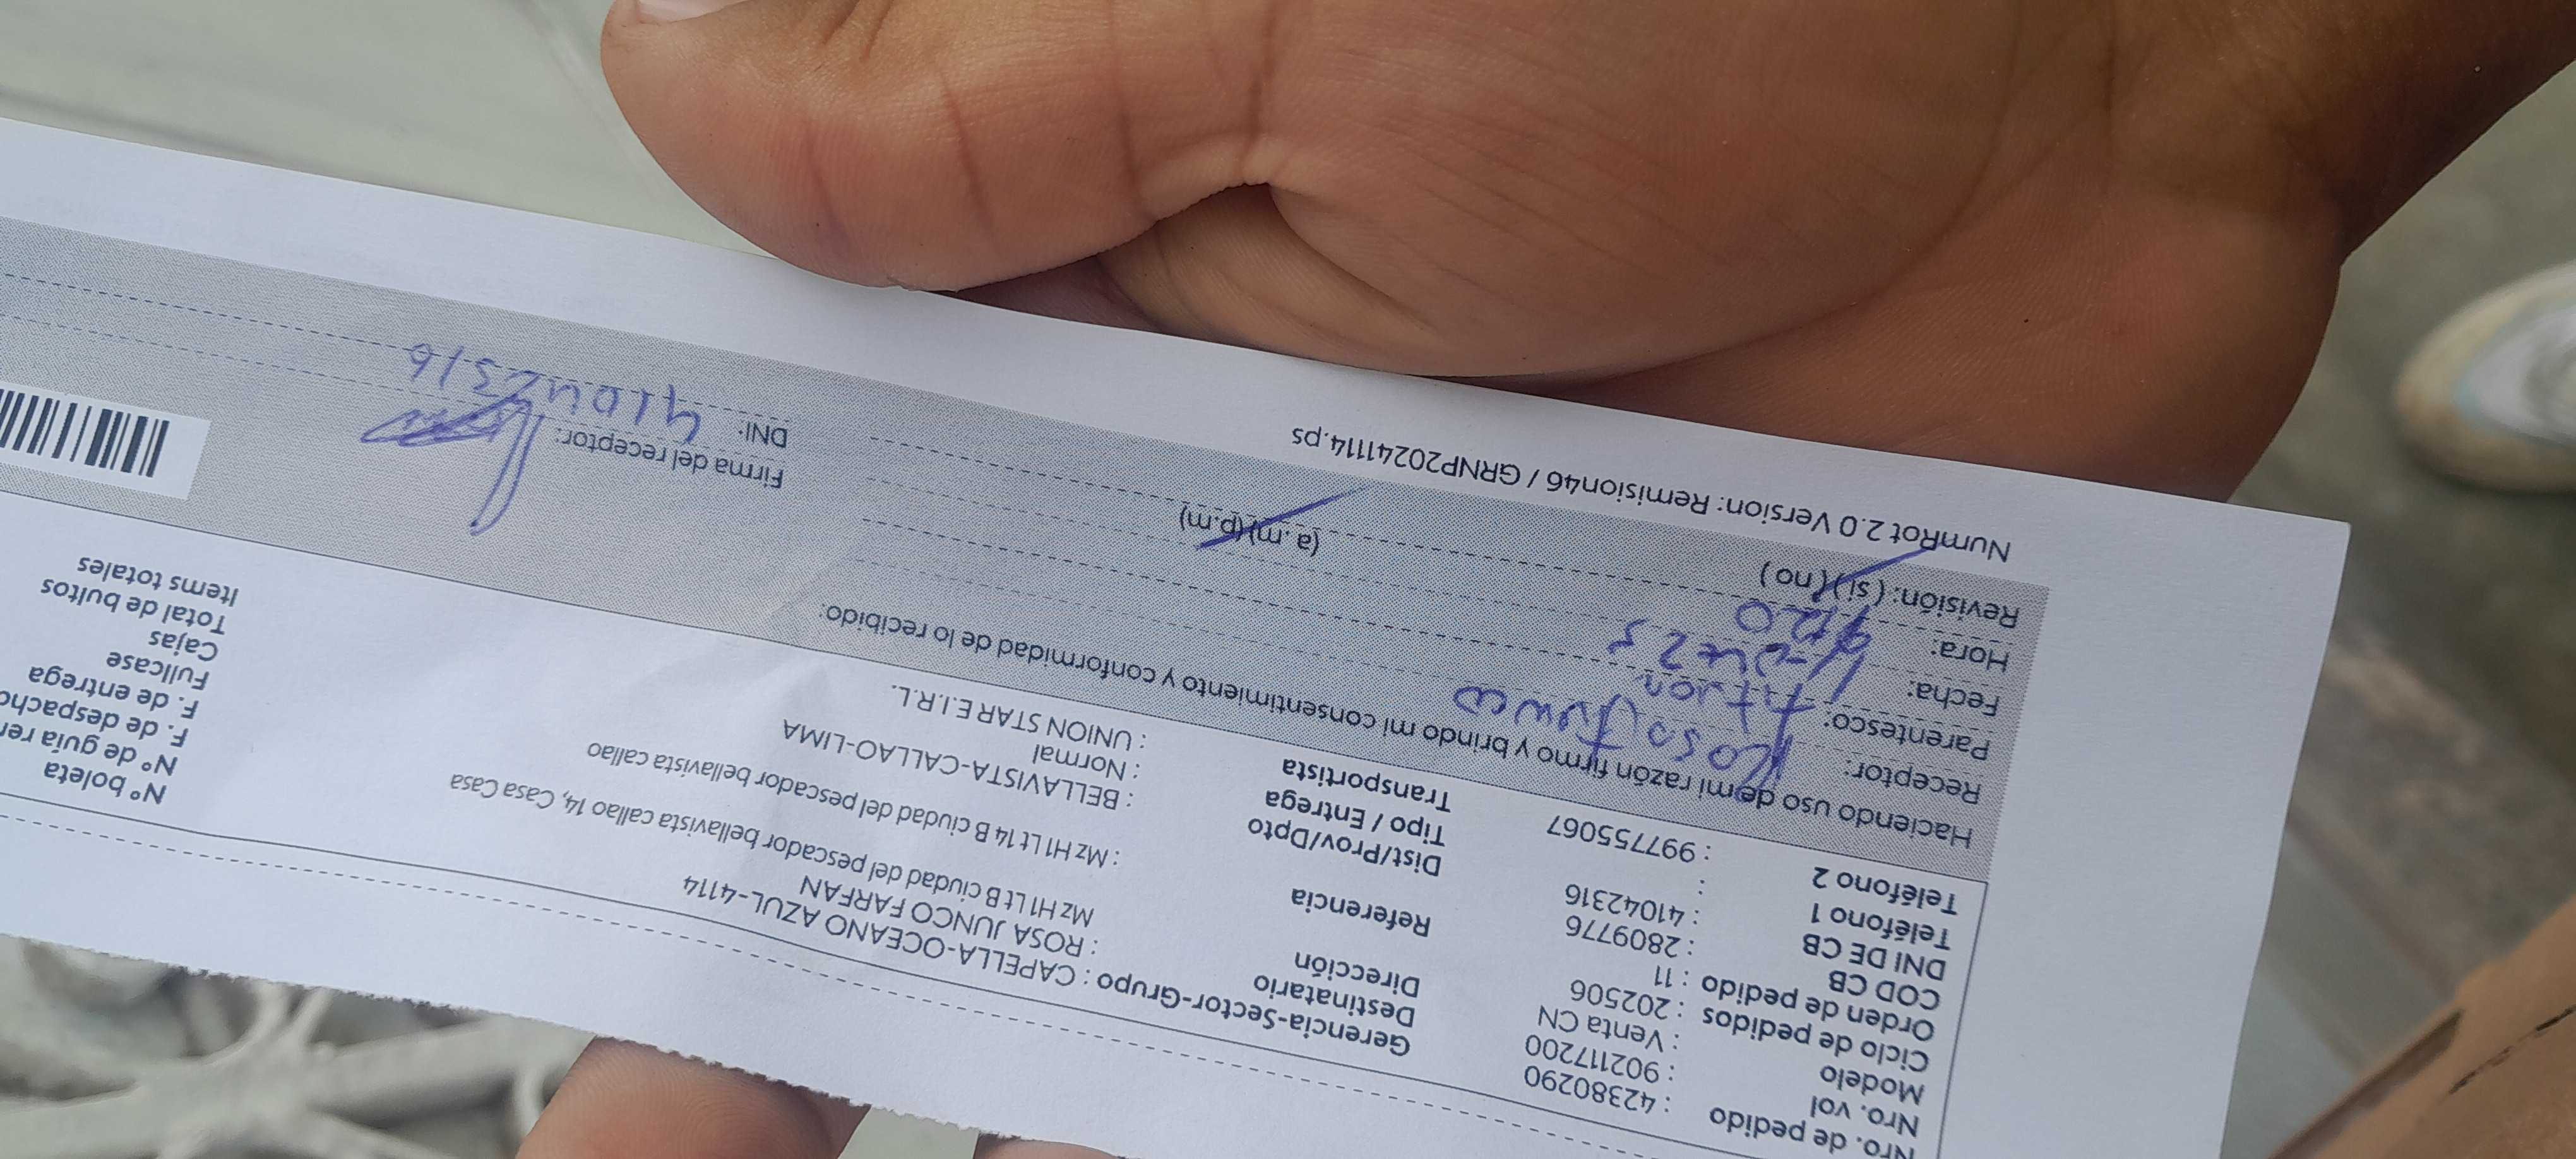 Nro. de pedido : 42380290
Nro. vol : 902117200
Modelo : Venta CN
Ciclo de pedidos : 202506
Orden de pedido : 11
COD CB : 2809776
DNI DE CB : 41042316
Teléfono 1 :
Teléfono 2 : 997755067
Gerencia-Sector-Grupo : CAPELLA-OCEANO AZUL-4114
Destinatario : ROSA JUNCO FARFAN
Dirección Mz H1 Lt B ciudad del pescador bellavista callao 14, Casa Casa
Referencia : Mz H1 Lt 14 B ciudad del pescador bellavista callao
Dist/Prov/Dpto : BELLAVISTA-CALLAO-LIMA
Tipo / Entrega : Normal
Transportista : UNION STAR E.I.R.L.
N° boleta
N° de guía
F. de despacho
F. de entrega
Fullcase
Cajas
Total de bultos
Items totales
Haciendo uso de mi razón firmo y brindo mi consentimiento y conformidad de lo recibido:
Receptor: Rosa Junco
Parentesco:
Fecha:
Hora: 9:20 (a.m) (p.m)
Revisión: (si) (no)
Firma del receptor:
DNI: 41042316
NumRot 2.0 Version: Remision46 / GRNP20241114.ps